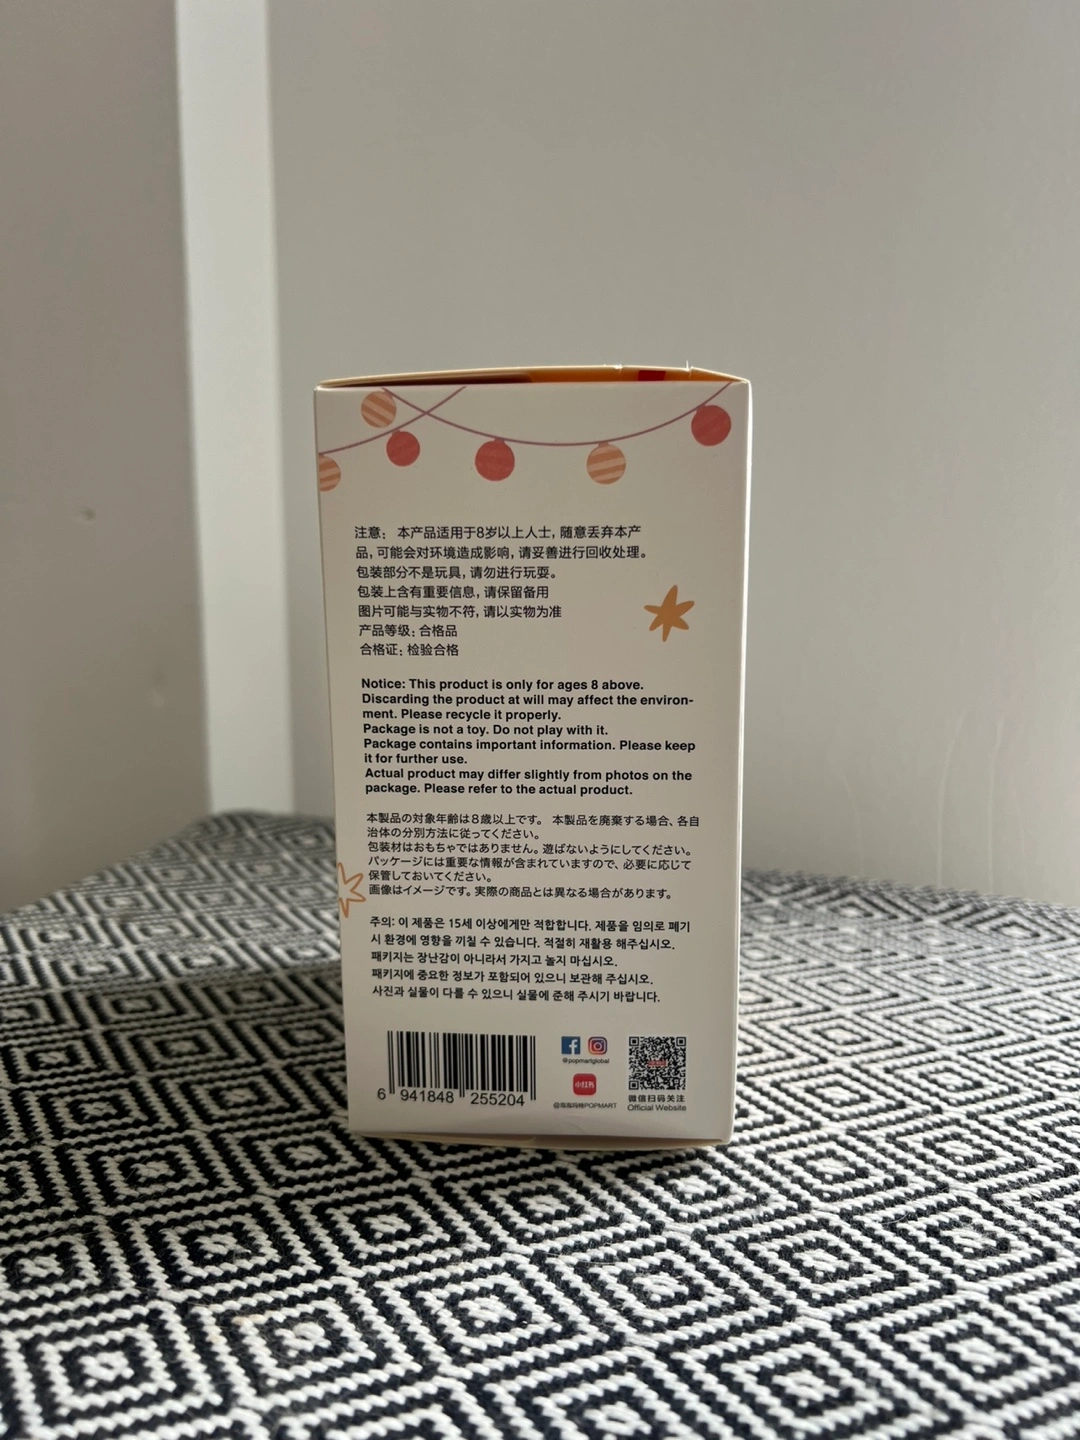 注意： 本产品适用于8岁以上人士，随意丢弃本产
品，可能会对环境造成影响，请妥善进行回收处理。
包装部分不是玩具，请勿进行玩耍。
包装上含有重要信息，请保留备用
图片可能与实物不符，请以实物为准
产品等级：合格品
合格证：检验合格
Notice: This product is only for ages 8 above.
Discarding the product at will may affect the environ-
ment. Please recycle it properly.
Package is not a toy. Do not play with it.
Package contains important information. Please keep
it for further use.
Actual product may differ slightly from photos on the
package. Please refer to the actual product.
本製品の対象年齢は８歳以上です。 本製品を廃棄する場合、各自
治体の分別方法に従ってください。
包装材はおもちゃではありません。遊ばないようにしてください。
パッケージには重要な情報が含まれていますので、必要に応じて
保管しておいてください。
画像はイメージです。実際の商品とは異なる場合があります。
주의: 이 제품은 15세 이상에게만 적합합니다. 제품을 임의로 폐기
시 환경에 영향을 끼칠 수 있습니다. 적절히 재활용 해주십시오.
패키지는 장난감이 아니라서 가지고 놀지 마십시오.
패키지에 중요한 정보가 포함되어 있으니 보관해 주십시오.
사진과 실물이 다를 수 있으니 실물에 준해 주시기 바랍니다.
6 941848 255204
@popmartglobal
小红书
@泡泡玛特POPMART
微信扫码关注
Official Website